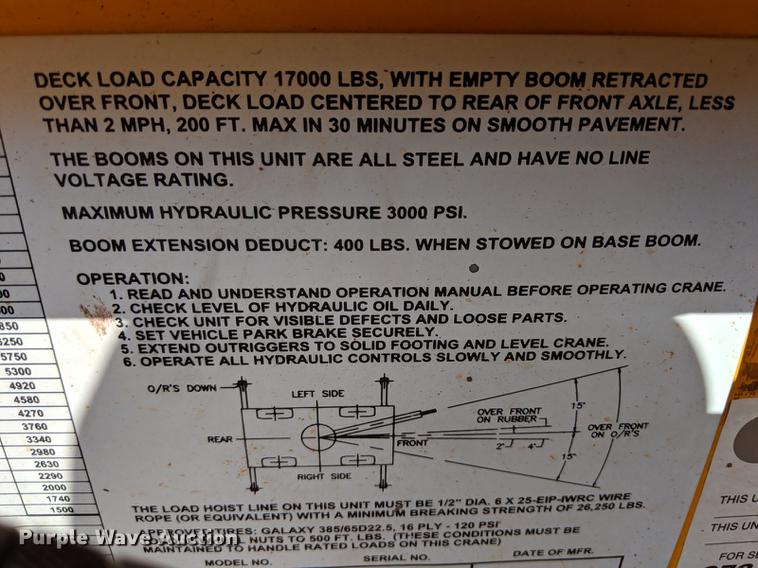 DECK LOAD CAPACITY 17000 LBS, WITH EMPTY BOOM RETRACTED
OVER FRONT, DECK LOAD CENTERED TO REAR OF FRONT AXLE, LESS
THAN 2 MPH, 200 FT. MAX IN 30 MINUTES ON SMOOTH PAVEMENT.
THE BOOMS ON THIS UNIT ARE ALL STEEL AND HAVE NO LINE
VOLTAGE RATING.
MAXIMUM HYDRAULIC PRESSURE 3000 PSI.
BOOM EXTENSION DEDUCT: 400 LBS. WHEN STOWED ON BASE BOOM.
OPERATION:
1. READ AND UNDERSTAND OPERATION MANUAL BEFORE OPERATING CRANE.
2. CHECK LEVEL OF HYDRAULIC OIL DAILY.
3. CHECK UNIT FOR VISIBLE DEFECTS AND LOOSE PARTS.
4. SET VEHICLE PARK BRAKE SECURELY.
5. EXTEND OUTRIGGERS TO SOLID FOOTING AND LEVEL CRANE.
6. OPERATE ALL HYDRAULIC CONTROLS SLOWLY AND SMOOTHLY.
5750
5300
4920
4580
4270
3760
3340
2980
2630
2290
2000
1740
1500
O/R'S DOWN
LEFT SIDE
REAR
FRONT
RIGHT SIDE
OVER FRONT
ON RUBBER
2' 4'
15°
15°
OVER FRONT
ON O/R'S
THE LOAD HOIST LINE ON THIS UNIT MUST BE 1/2" DIA. 6 X 25-EIP-IWRC WIRE
ROPE (OR EQUIVALENT) WITH A MINIMUM BREAKING STRENGTH OF 26,250 LBS.
TIRES: GALAXY 385/65D22.5, 16 PLY - 120 PSI
NUTS TO 500 FT. LBS. (THESE CONDITIONS MUST BE
MAINTAINED TO HANDLE RATED LOADS ON THIS CRANE)
MODEL NO. SERIAL NO. DATE OF MFR.
THIS U
THIS UN
FOR SE
Purple Wave Auction